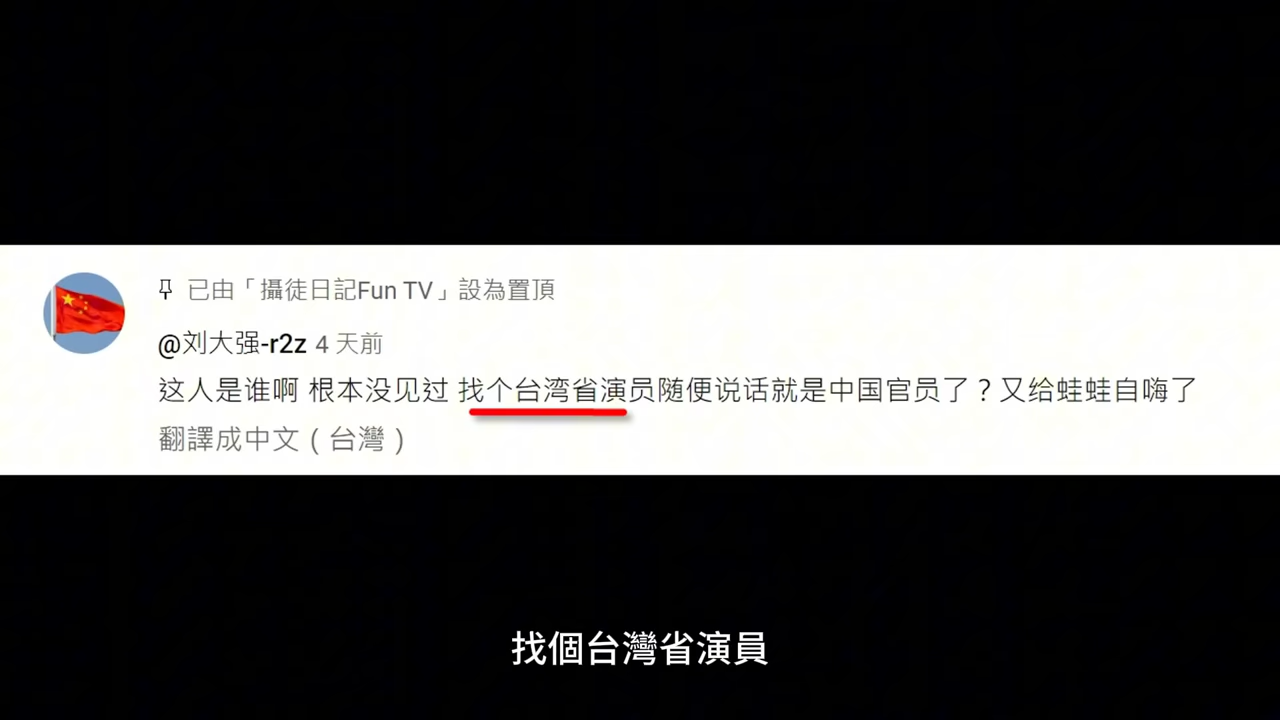 已由「攝徒日記Fun TV」設為置頂
@刘大强-r2z 4 天前
这人是谁啊 根本没见过 找个台湾省演员随便说话就是中国官员了？又给蛙蛙自嗨了
翻譯成中文（台灣）
找個台灣省演員